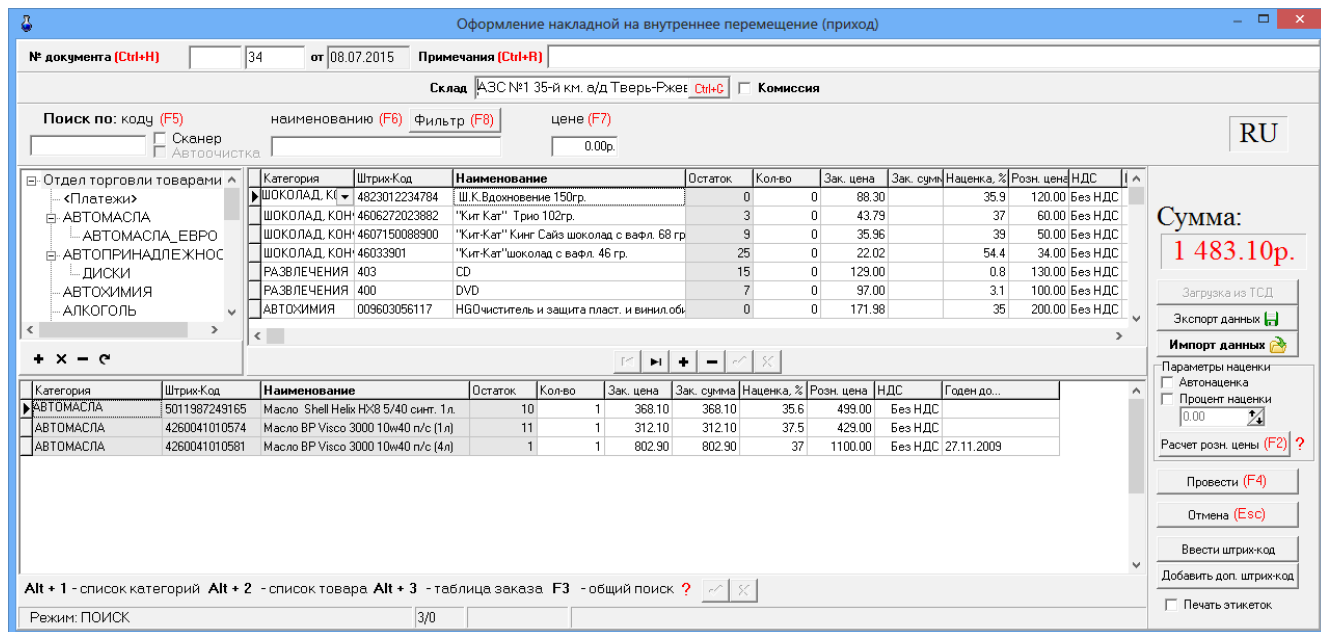 Оформление накладной на внутреннее перемещение (приход)
№ документа (Ctrl+H) 34 от 08.07.2015 Примечания (Ctrl+R)
Склад АЗС №1 35-й км. а/д Тверь-Ржев Ctrl+G Комиссия
Поиск по: коду (F5) наименованию (F6) Фильтр (F8) цене (F7)
Сканер
Автоочистка 0.00р.
RU
Отдел торговли товарами
<Платежи>
АВТОМАСЛА
АВТОМАСЛА_ЕВРО
АВТОПРИНАДЛЕЖНОС
ДИСКИ
АВТОХИМИЯ
АЛКОГОЛЬ
Категория Штрих-Код Наименование Остаток Кол-во Зак. цена Зак. сумм Наценка, % Розн. цена НДС
ШОКОЛАД, К 4823012234784 Ш.К.Вдохновение 150гр. 0 0 88.30 35.9 120.00 Без НДС
ШОКОЛАД, КОН 4606272023882 "Кит Кат" Трио 102гр. 3 0 43.79 37 60.00 Без НДС
ШОКОЛАД, КОН 4607150088900 "Кит-Кат" Кинг Сайз шоколад с вафл. 68 гр 9 0 35.96 39 50.00 Без НДС
ШОКОЛАД, КОН 46033901 "Кит-Кат"шоколад с вафл. 46 гр. 25 0 22.02 54.4 34.00 Без НДС
РАЗВЛЕЧЕНИЯ 403 CD 15 0 129.00 0.8 130.00 Без НДС
РАЗВЛЕЧЕНИЯ 400 DVD 7 0 97.00 3.1 100.00 Без НДС
АВТОХИМИЯ 009603056117 HGOчиститель и защита пласт. и винил.оби 0 0 171.98 35 200.00 Без НДС
Категория Штрих-Код Наименование Остаток Кол-во Зак. цена Зак. сумма Наценка, % Розн. цена НДС Годен до...
АВТОМАСЛА 5011987249165 Масло Shell Helix HX8 5/40 синт. 1л. 10 1 368.10 368.10 35.6 499.00 Без НДС
АВТОМАСЛА 4260041010574 Масло BP Visco 3000 10w40 п/с (1л) 11 1 312.10 312.10 37.5 429.00 Без НДС
АВТОМАСЛА 4260041010581 Масло BP Visco 3000 10w40 п/с (4л) 1 1 802.90 802.90 37 1100.00 Без НДС 27.11.2009
Сумма:
1 483.10р.
Загрузка из ТСД
Экспорт данных
Импорт данных
Параметры наценки
Автонаценка
Процент наценки
0.00
Расчет розн. цены (F2) ?
Провести (F4)
Отмена (Esc)
Ввести штрих-код
Добавить доп. штрих-код
Печать этикеток
Alt + 1 - список категорий Alt + 2 - список товара Alt + 3 - таблица заказа F3 - общий поиск ?
Режим: ПОИСК 3/0